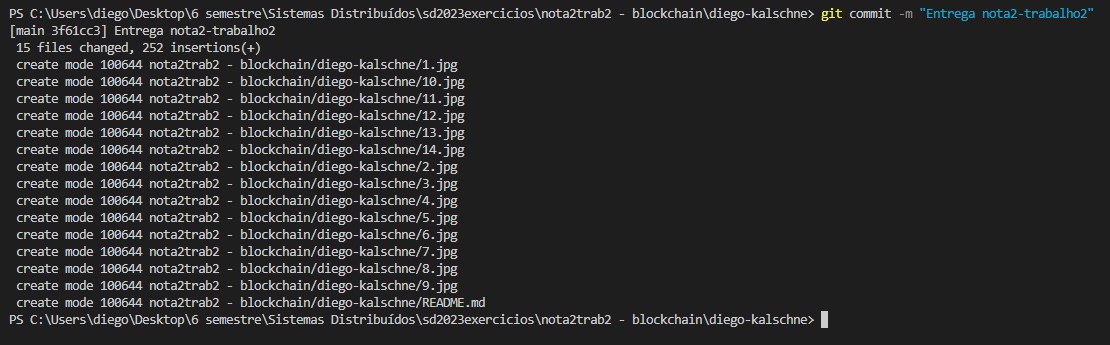 PS C:\Users\diego\Desktop\6 semestre\Sistemas Distribuídos\sd2023exercicios\nota2trab2 - blockchain\diego-kalschne> git commit -m "Entrega nota2-trabalho2"
[main 3f61cc3] Entrega nota2-trabalho2
 15 files changed, 252 insertions(+)
 create mode 100644 nota2trab2 - blockchain/diego-kalschne/1.jpg
 create mode 100644 nota2trab2 - blockchain/diego-kalschne/10.jpg
 create mode 100644 nota2trab2 - blockchain/diego-kalschne/11.jpg
 create mode 100644 nota2trab2 - blockchain/diego-kalschne/12.jpg
 create mode 100644 nota2trab2 - blockchain/diego-kalschne/13.jpg
 create mode 100644 nota2trab2 - blockchain/diego-kalschne/14.jpg
 create mode 100644 nota2trab2 - blockchain/diego-kalschne/2.jpg
 create mode 100644 nota2trab2 - blockchain/diego-kalschne/3.jpg
 create mode 100644 nota2trab2 - blockchain/diego-kalschne/4.jpg
 create mode 100644 nota2trab2 - blockchain/diego-kalschne/5.jpg
 create mode 100644 nota2trab2 - blockchain/diego-kalschne/6.jpg
 create mode 100644 nota2trab2 - blockchain/diego-kalschne/7.jpg
 create mode 100644 nota2trab2 - blockchain/diego-kalschne/8.jpg
 create mode 100644 nota2trab2 - blockchain/diego-kalschne/9.jpg
 create mode 100644 nota2trab2 - blockchain/diego-kalschne/README.md
PS C:\Users\diego\Desktop\6 semestre\Sistemas Distribuídos\sd2023exercicios\nota2trab2 - blockchain\diego-kalschne>